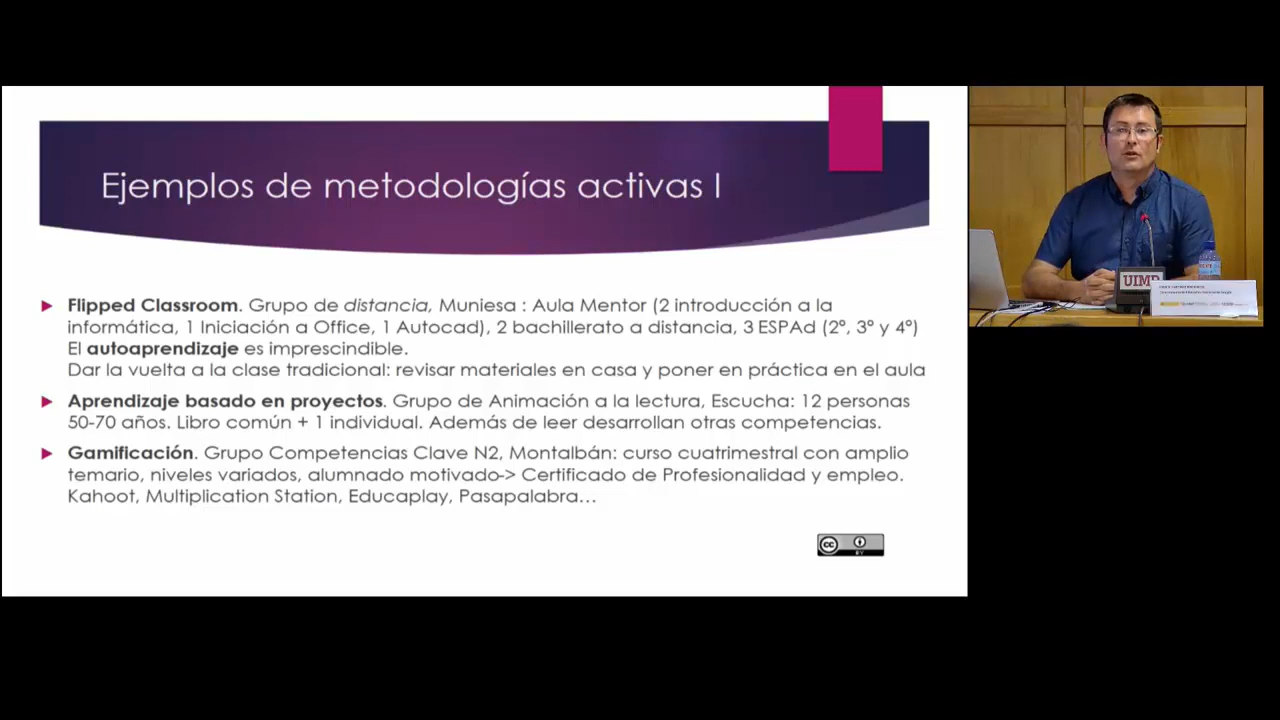 Ejemplos de metodologías activas I
Flipped Classroom. Grupo de distancia, Muniesa : Aula Mentor (2 introducción a la
informática, 1 Iniciación a Office, 1 Autocad), 2 bachillerato a distancia, 3 ESPAd (2º, 3º y 4º)
El autoaprendizaje es imprescindible.
Dar la vuelta a la clase tradicional: revisar materiales en casa y poner en práctica en el aula
Aprendizaje basado en proyectos. Grupo de Animación a la lectura, Escucha: 12 personas
50-70 años. Libro común + 1 individual. Además de leer desarrollan otras competencias.
Gamificación. Grupo Competencias Clave N2, Montalbán: curso cuatrimestral con amplio
temario, niveles variados, alumnado motivado-> Certificado de Profesionalidad y empleo.
Kahoot, Multiplication Station, Educaplay, Pasapalabra...
cc
BY
UIMP